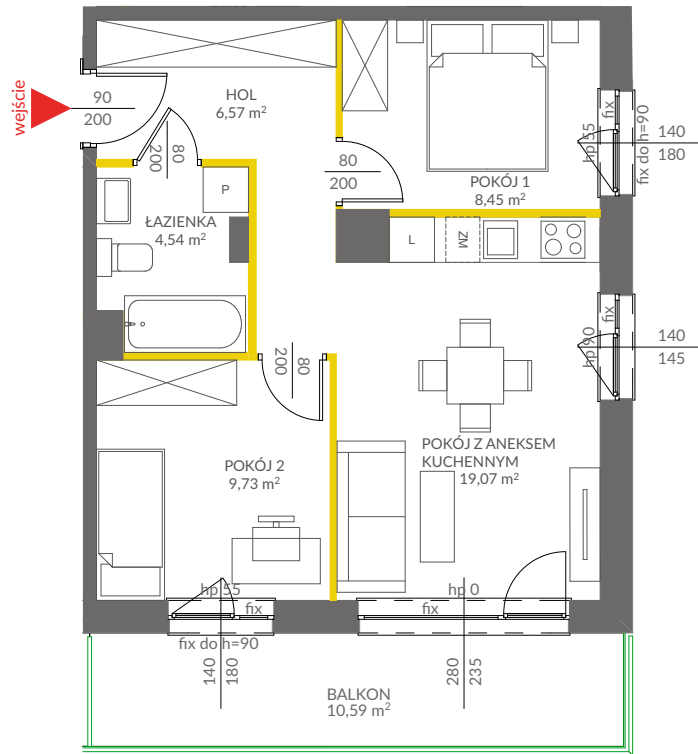 wejście
90
200
HOL
6,57 m²
80
200
80
200
POKÓJ 1
8,45 m²
fix
hp 55
fix do h=90
140
180
ŁAZIENKA
4,54 m²
P
L
ZM
fix
hp 90
140
145
80
200
POKÓJ 2
9,73 m²
POKÓJ Z ANEKSEM
KUCHENNYM
19,07 m²
hp 55
fix
fix do h=90
140
180
hp 0
fix
280
235
BALKON
10,59 m²